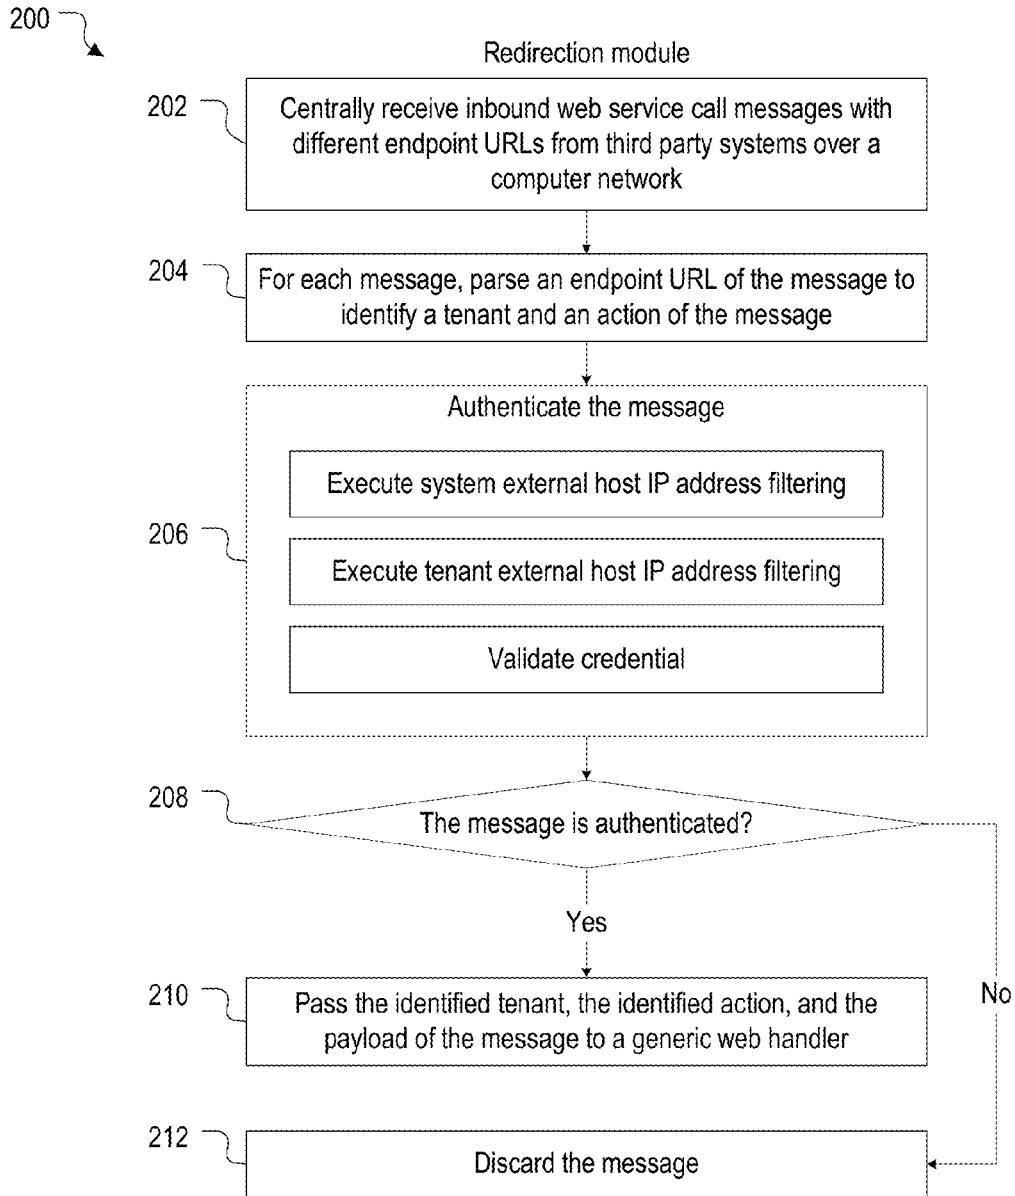 200
Redirection module
202
Centrally receive inbound web service call messages with
different endpoint URLs from third party systems over a
computer network
204
For each message, parse an endpoint URL of the message to
identify a tenant and an action of the message
206
Authenticate the message
Execute system external host IP address filtering
Execute tenant external host IP address filtering
Validate credential
208
The message is authenticated?
Yes
No
210
Pass the identified tenant, the identified action, and the
payload of the message to a generic web handler
212
Discard the message